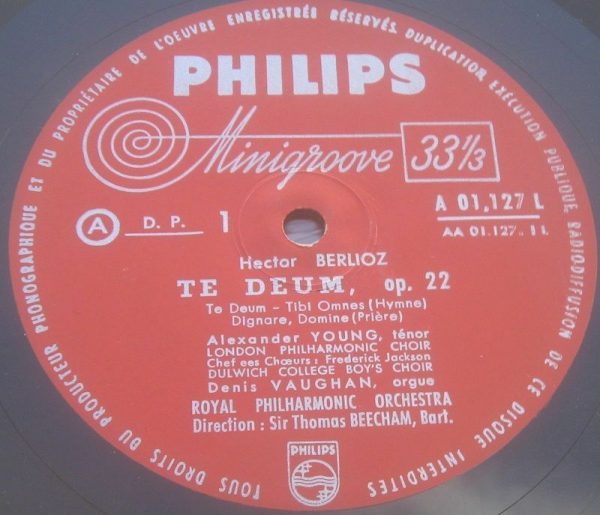 TOUS DROITS DU PRODUCTEUR PHONOGRAPHIQUE ET DU PROPRIÉTAIRE DE L'OEUVRE ENREGISTRÉE RÉSERVÉS. DUPLICATION, EXÉCUTION PUBLIQUE, RADIODIFFUSION DE CE DISQUE INTERDITES
PHILIPS
Minigroove 33⅓
A D. P. 1
A 01,127 L
AA 01.127. 1 L
Hector BERLIOZ
TE DEUM, op. 22
Te Deum - Tibi Omnes (Hymne)
Dignare, Domine (Prière)
Alexander YOUNG, ténor
LONDON PHILHARMONIC CHOIR
Chef ees Chœurs : Frederick Jackson
DULWICH COLLEGE BOY'S CHOIR
Denis VAUGHAN, orgue
ROYAL PHILHARMONIC ORCHESTRA
Direction : Sir Thomas BEECHAM, Bart.
PHILIPS